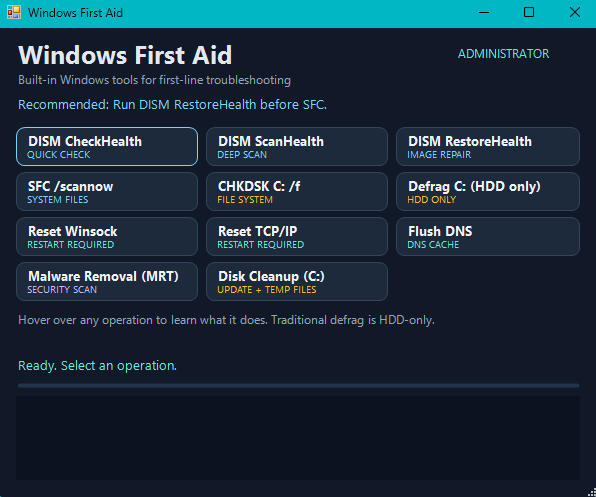 Windows First Aid
Windows First Aid
ADMINISTRATOR
Built-in Windows tools for first-line troubleshooting
Recommended: Run DISM RestoreHealth before SFC.
DISM CheckHealth
QUICK CHECK
DISM ScanHealth
DEEP SCAN
DISM RestoreHealth
IMAGE REPAIR
SFC /scannow
SYSTEM FILES
CHKDSK C: /f
FILE SYSTEM
Defrag C: (HDD only)
HDD ONLY
Reset Winsock
RESTART REQUIRED
Reset TCP/IP
RESTART REQUIRED
Flush DNS
DNS CACHE
Malware Removal (MRT)
SECURITY SCAN
Disk Cleanup (C:)
UPDATE + TEMP FILES
Hover over any operation to learn what it does. Traditional defrag is HDD-only.
Ready. Select an operation.